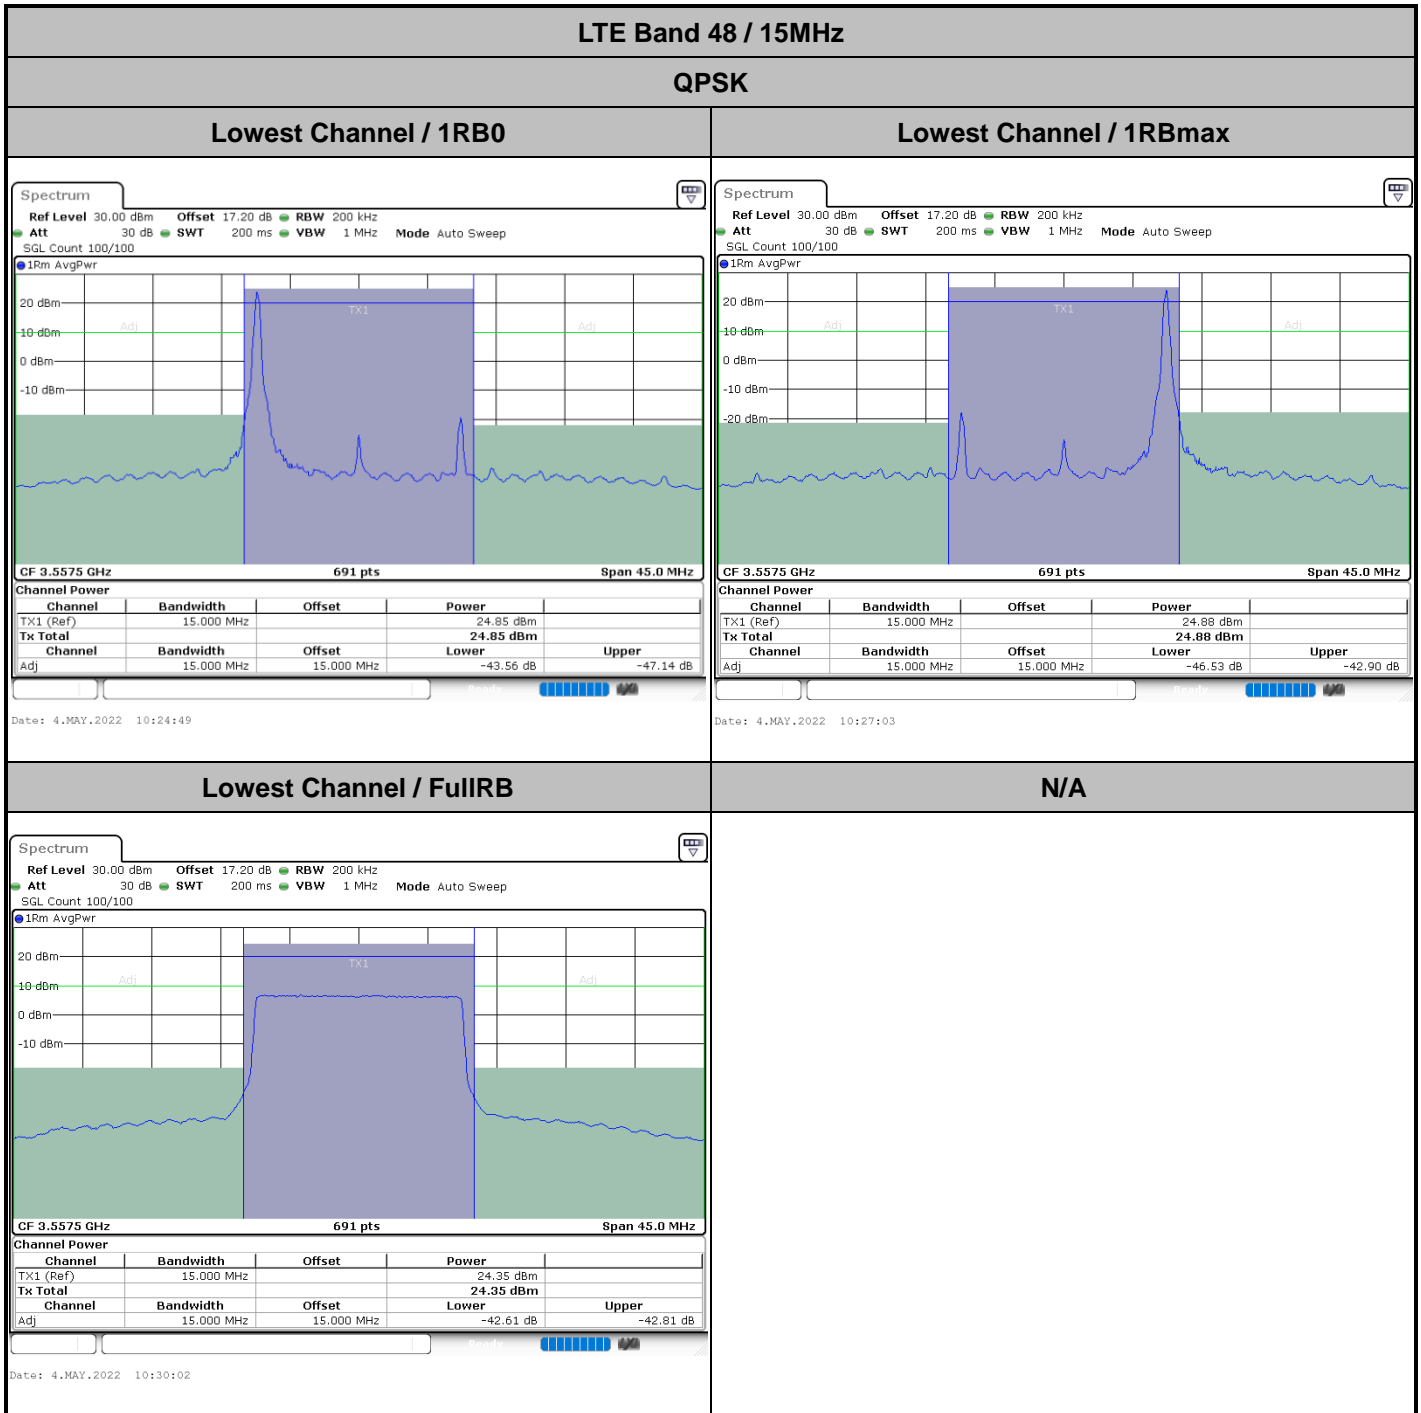 LTE Band 48 / 15MHz
QPSK
Lowest Channel / 1RB0
Lowest Channel / 1RBmax
Spectrum
Ref Level 30.00 dBm Offset 17.20 dB RBW 200 kHz
Att 30 dB SWT 200 ms VBW 1 MHz Mode Auto Sweep
SGL Count 100/100
1Rm AvgPwr
20 dBm
TX1
Adj
Adj
10 dBm
0 dBm
-10 dBm
CF 3.5575 GHz 691 pts Span 45.0 MHz
Channel Power
Channel Bandwidth Offset Power
TX1 (Ref) 15.000 MHz 24.85 dBm
Tx Total 24.85 dBm
Channel Bandwidth Offset Lower Upper
Adj 15.000 MHz 15.000 MHz -43.56 dB -47.14 dB
Ready
Date: 4.MAY.2022 10:24:49
Spectrum
Ref Level 30.00 dBm Offset 17.20 dB RBW 200 kHz
Att 30 dB SWT 200 ms VBW 1 MHz Mode Auto Sweep
SGL Count 100/100
1Rm AvgPwr
20 dBm
TX1
Adj
Adj
10 dBm
0 dBm
-10 dBm
-20 dBm
CF 3.5575 GHz 691 pts Span 45.0 MHz
Channel Power
Channel Bandwidth Offset Power
TX1 (Ref) 15.000 MHz 24.88 dBm
Tx Total 24.88 dBm
Channel Bandwidth Offset Lower Upper
Adj 15.000 MHz 15.000 MHz -46.53 dB -42.90 dB
Ready
Date: 4.MAY.2022 10:27:03
Lowest Channel / FullRB
N/A
Spectrum
Ref Level 30.00 dBm Offset 17.20 dB RBW 200 kHz
Att 30 dB SWT 200 ms VBW 1 MHz Mode Auto Sweep
SGL Count 100/100
1Rm AvgPwr
20 dBm
TX1
Adj
Adj
10 dBm
0 dBm
-10 dBm
CF 3.5575 GHz 691 pts Span 45.0 MHz
Channel Power
Channel Bandwidth Offset Power
TX1 (Ref) 15.000 MHz 24.35 dBm
Tx Total 24.35 dBm
Channel Bandwidth Offset Lower Upper
Adj 15.000 MHz 15.000 MHz -42.61 dB -42.81 dB
Ready
Date: 4.MAY.2022 10:30:02